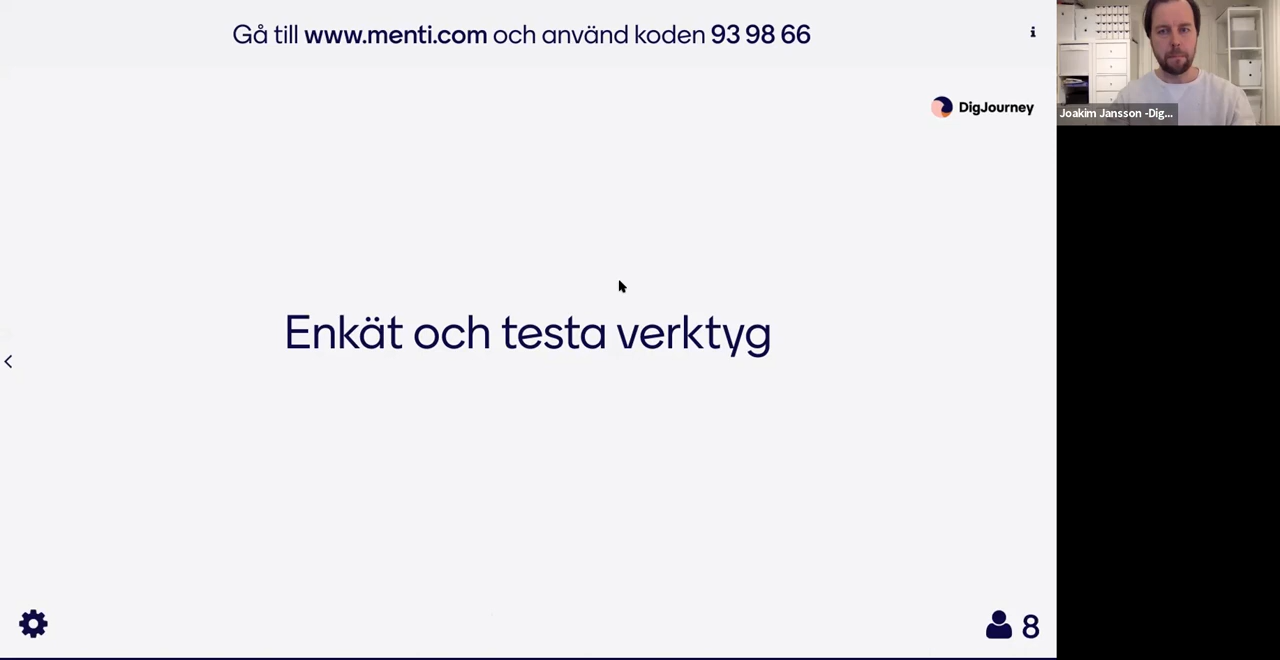 Gå till www.menti.com och använd koden 93 98 66
DigJourney
Joakim Jansson -Dig...
Enkät och testa verktyg
8